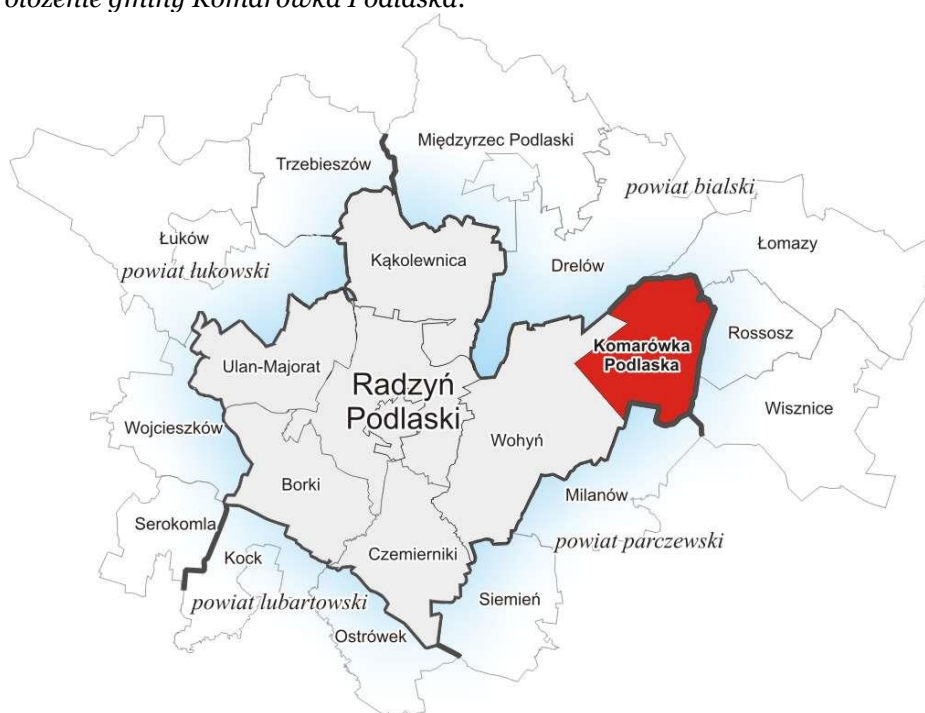 ołożenie gminy Komarówka Podlaska.
Międzyrzec Podlaski
Trzebieszów
powiat bialski
Łuków
Łomazy
powiat łukowski
Kąkolewnica
Drelów
Rossosz
Komarówka
Podlaska
Ulan-Majorat
Radzyń
Podlaski
Wisznice
Wojcieszków
Wohyń
Borki
Milanów
Serokomla
Kock
Czemierniki
powiat parczewski
powiat lubartowski
Siemień
Ostrówek